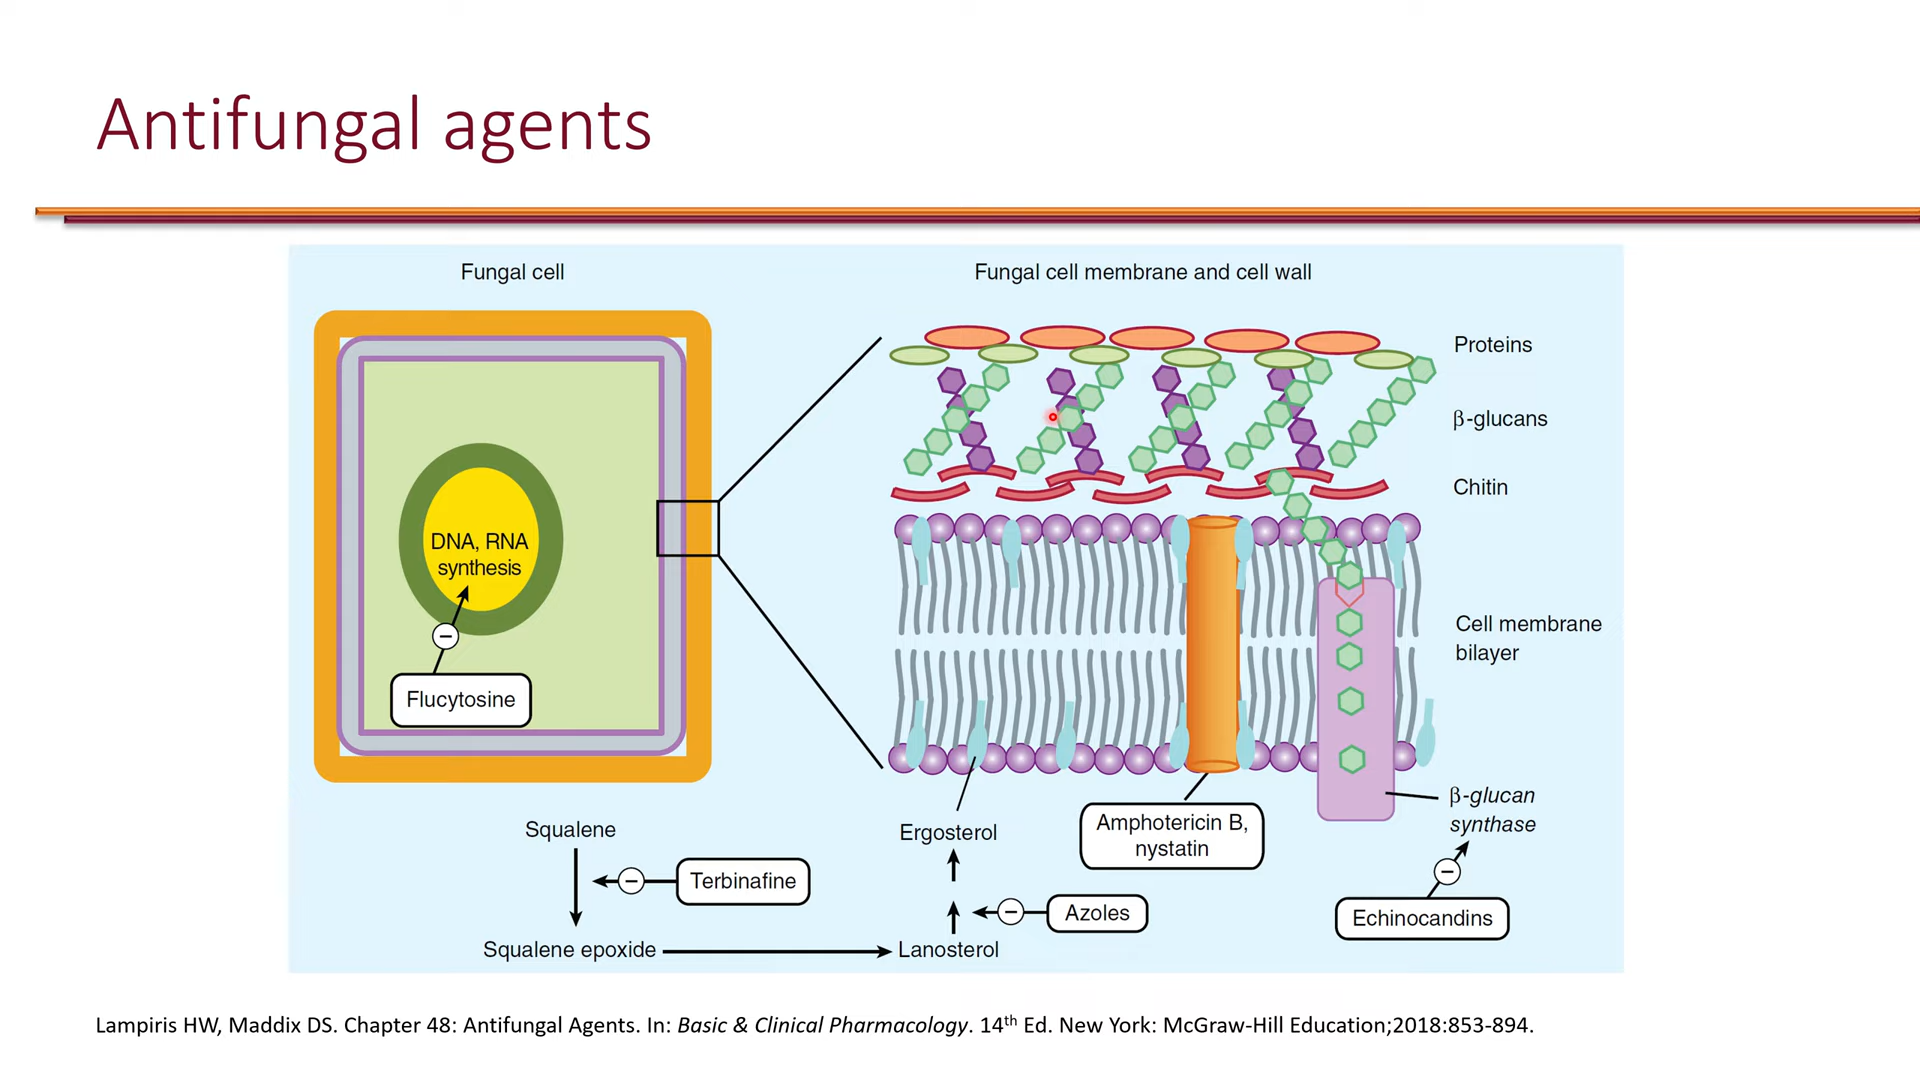 Antifungal agents
Fungal cell
Fungal cell membrane and cell wall
Proteins
β-glucans
Chitin
DNA, RNA
synthesis
Flucytosine
Cell membrane
bilayer
β-glucan
synthase
Squalene
Terbinafine
Squalene epoxide
Ergosterol
Lanosterol
Azoles
Amphotericin B,
nystatin
Echinocandins
Lampiris HW, Maddix DS. Chapter 48: Antifungal Agents. In: Basic & Clinical Pharmacology. 14th Ed. New York: McGraw-Hill Education;2018:853-894.